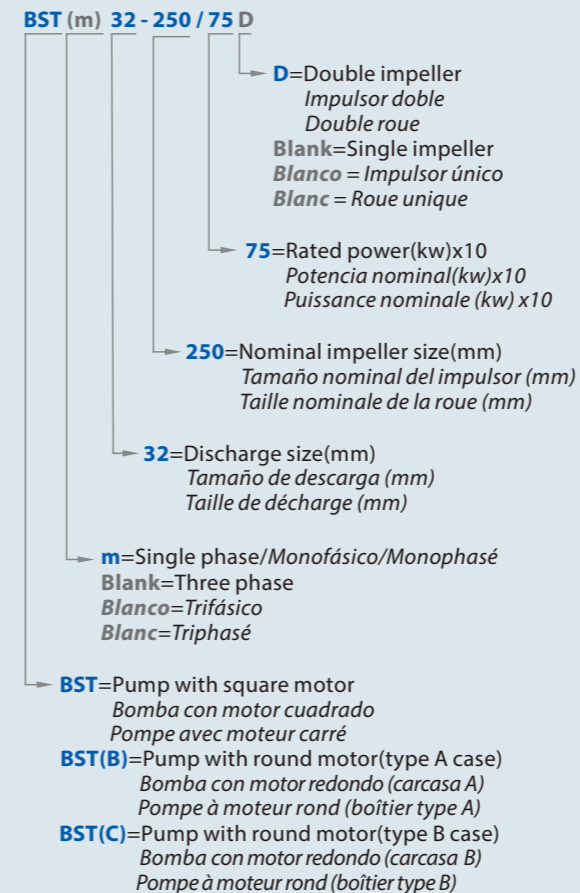 BST (m) 32 - 250 / 75 D
D=Double impeller
Impulsor doble
Double roue
Blank=Single impeller
Blanco = Impulsor único
Blanc = Roue unique
75=Rated power(kw)x10
Potencia nominal(kw)x10
Puissance nominale (kw) x10
250=Nominal impeller size(mm)
Tamaño nominal del impulsor (mm)
Taille nominale de la roue (mm)
32=Discharge size(mm)
Tamaño de descarga (mm)
Taille de décharge (mm)
m=Single phase/Monofásico/Monophasé
Blank=Three phase
Blanco=Trifásico
Blanc=Triphasé
BST=Pump with square motor
Bomba con motor cuadrado
Pompe avec moteur carré
BST(B)=Pump with round motor(type A case)
Bomba con motor redondo (carcasa A)
Pompe à moteur rond (boîtier type A)
BST(C)=Pump with round motor(type B case)
Bomba con motor redondo (carcasa B)
Pompe à moteur rond (boîtier type B)